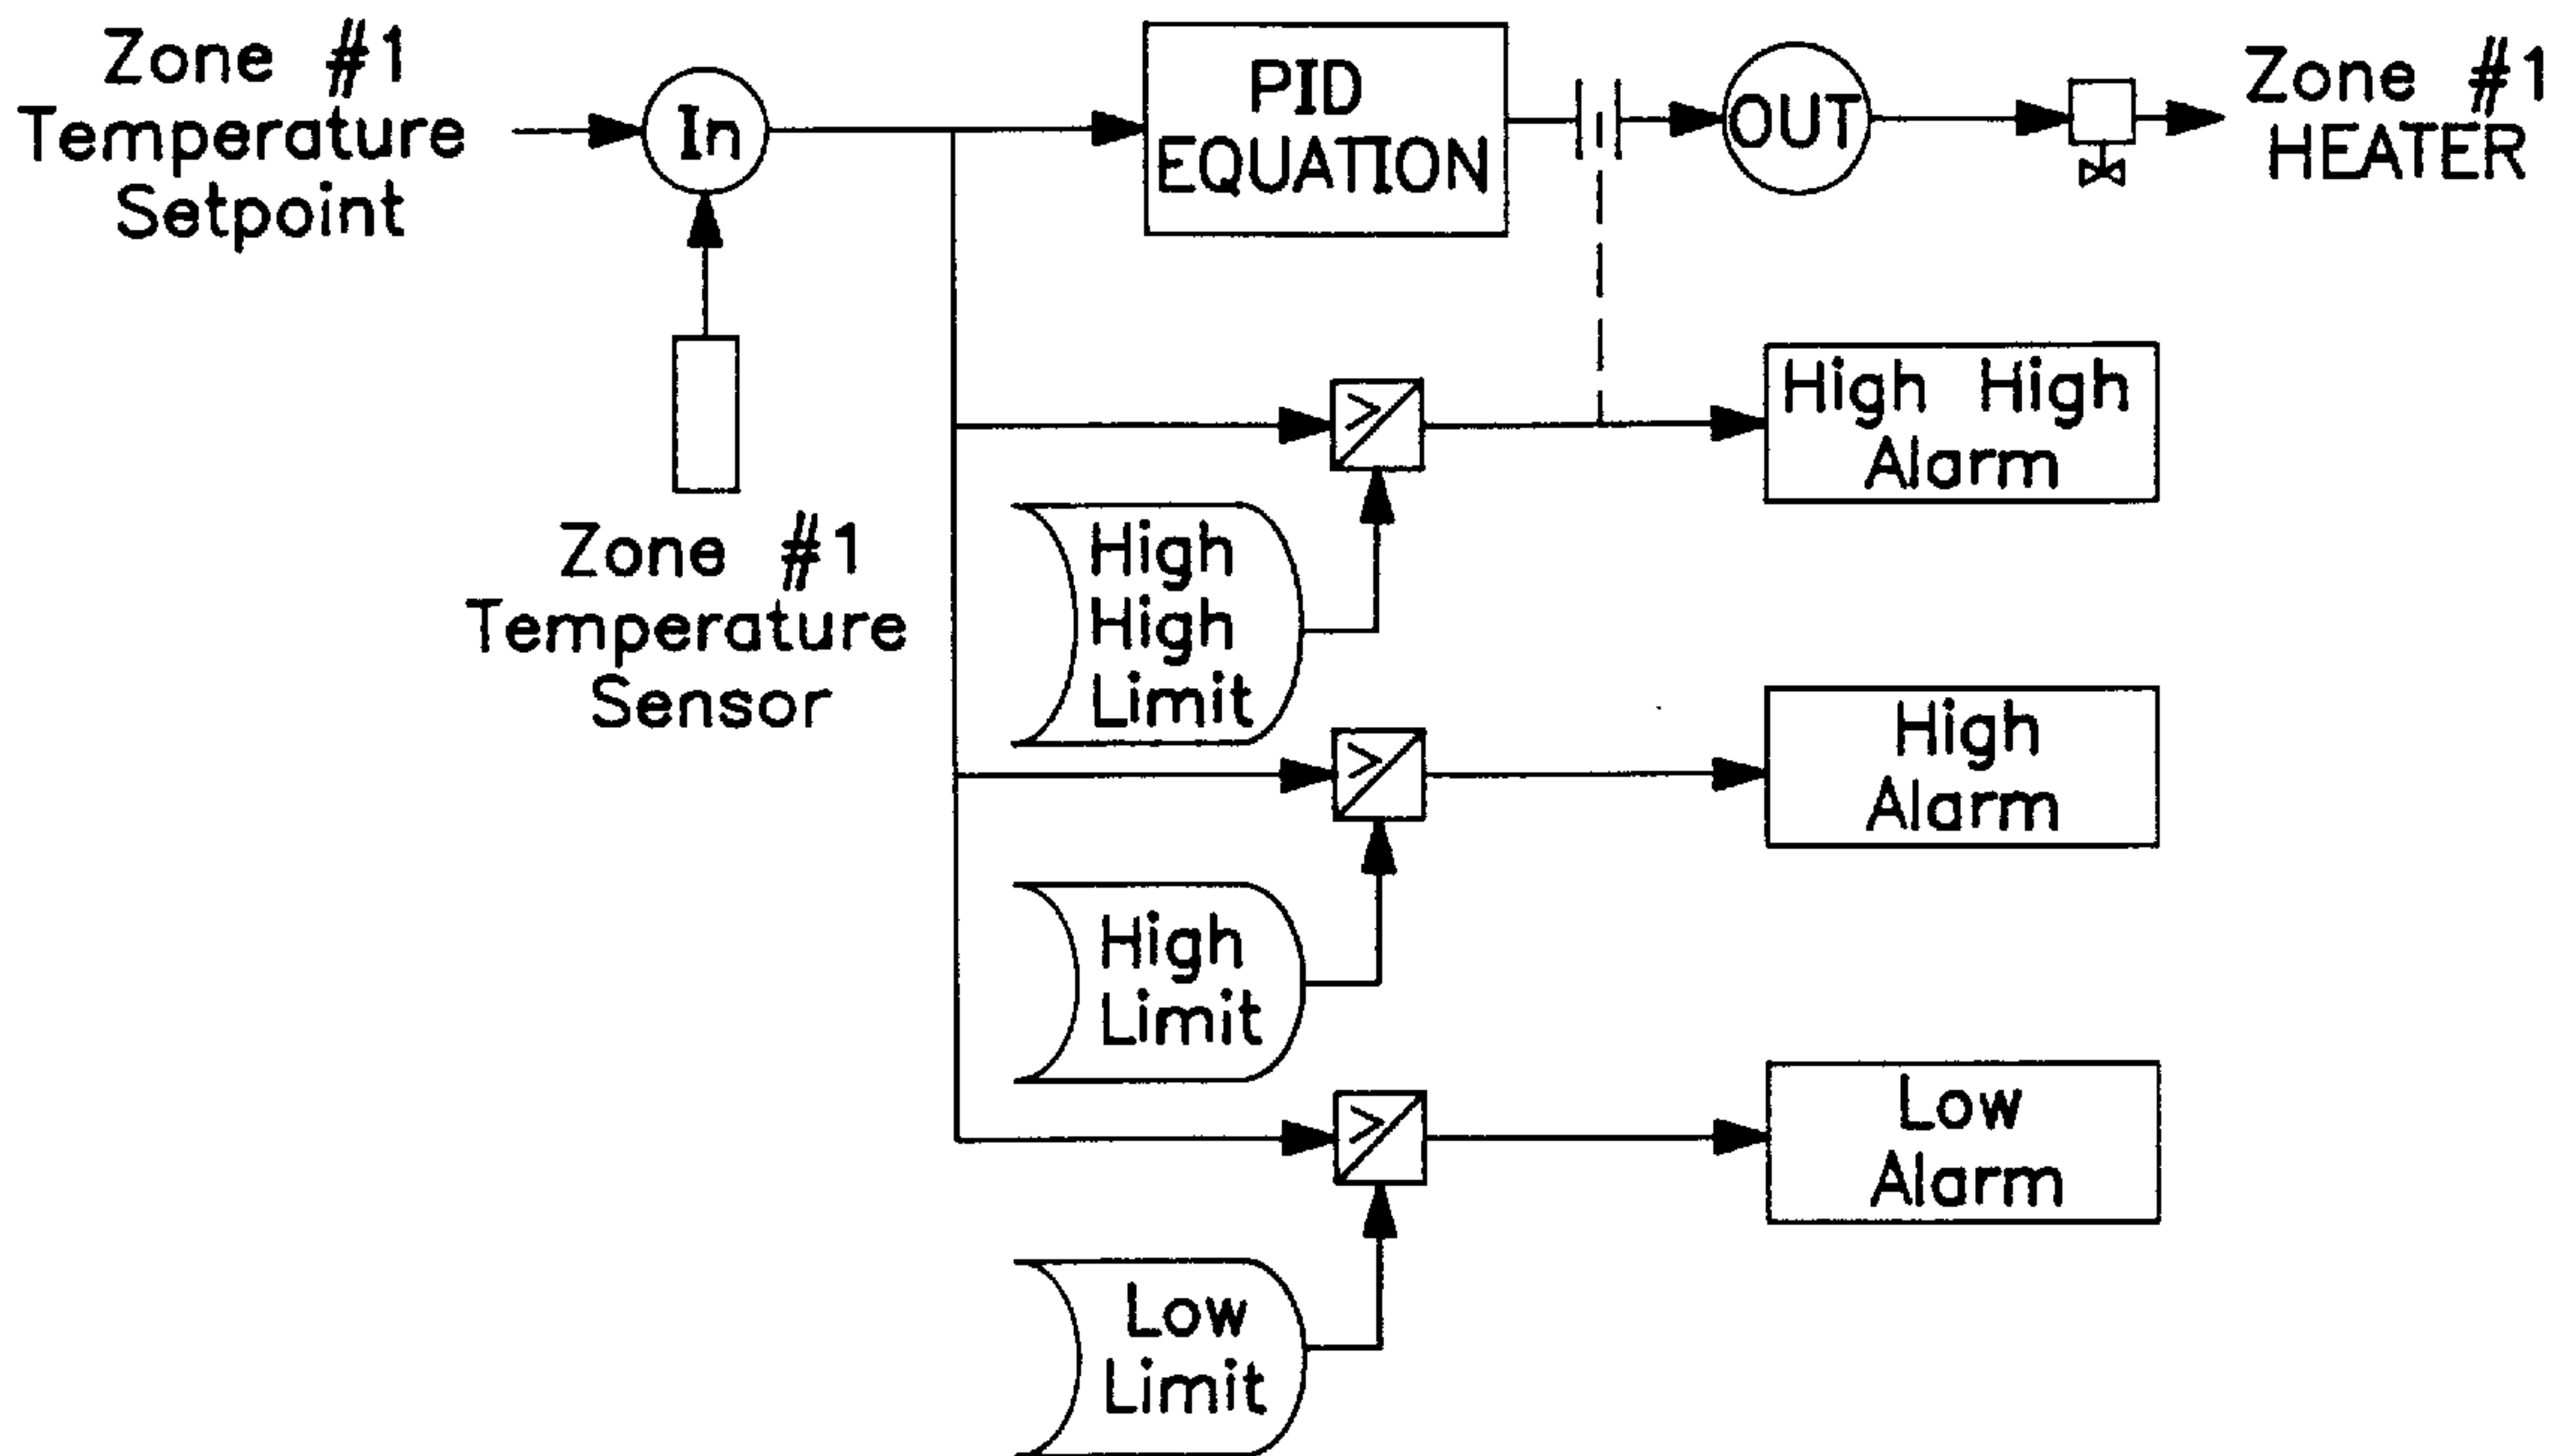 Zone #1
Temperature
Setpoint
In
PID
EQUATION
OUT
Zone #1
HEATER
Zone #1
Temperature
Sensor
>
High High
Alarm
High
High
Limit
>
High
Alarm
High
Limit
>
Low
Alarm
Low
Limit